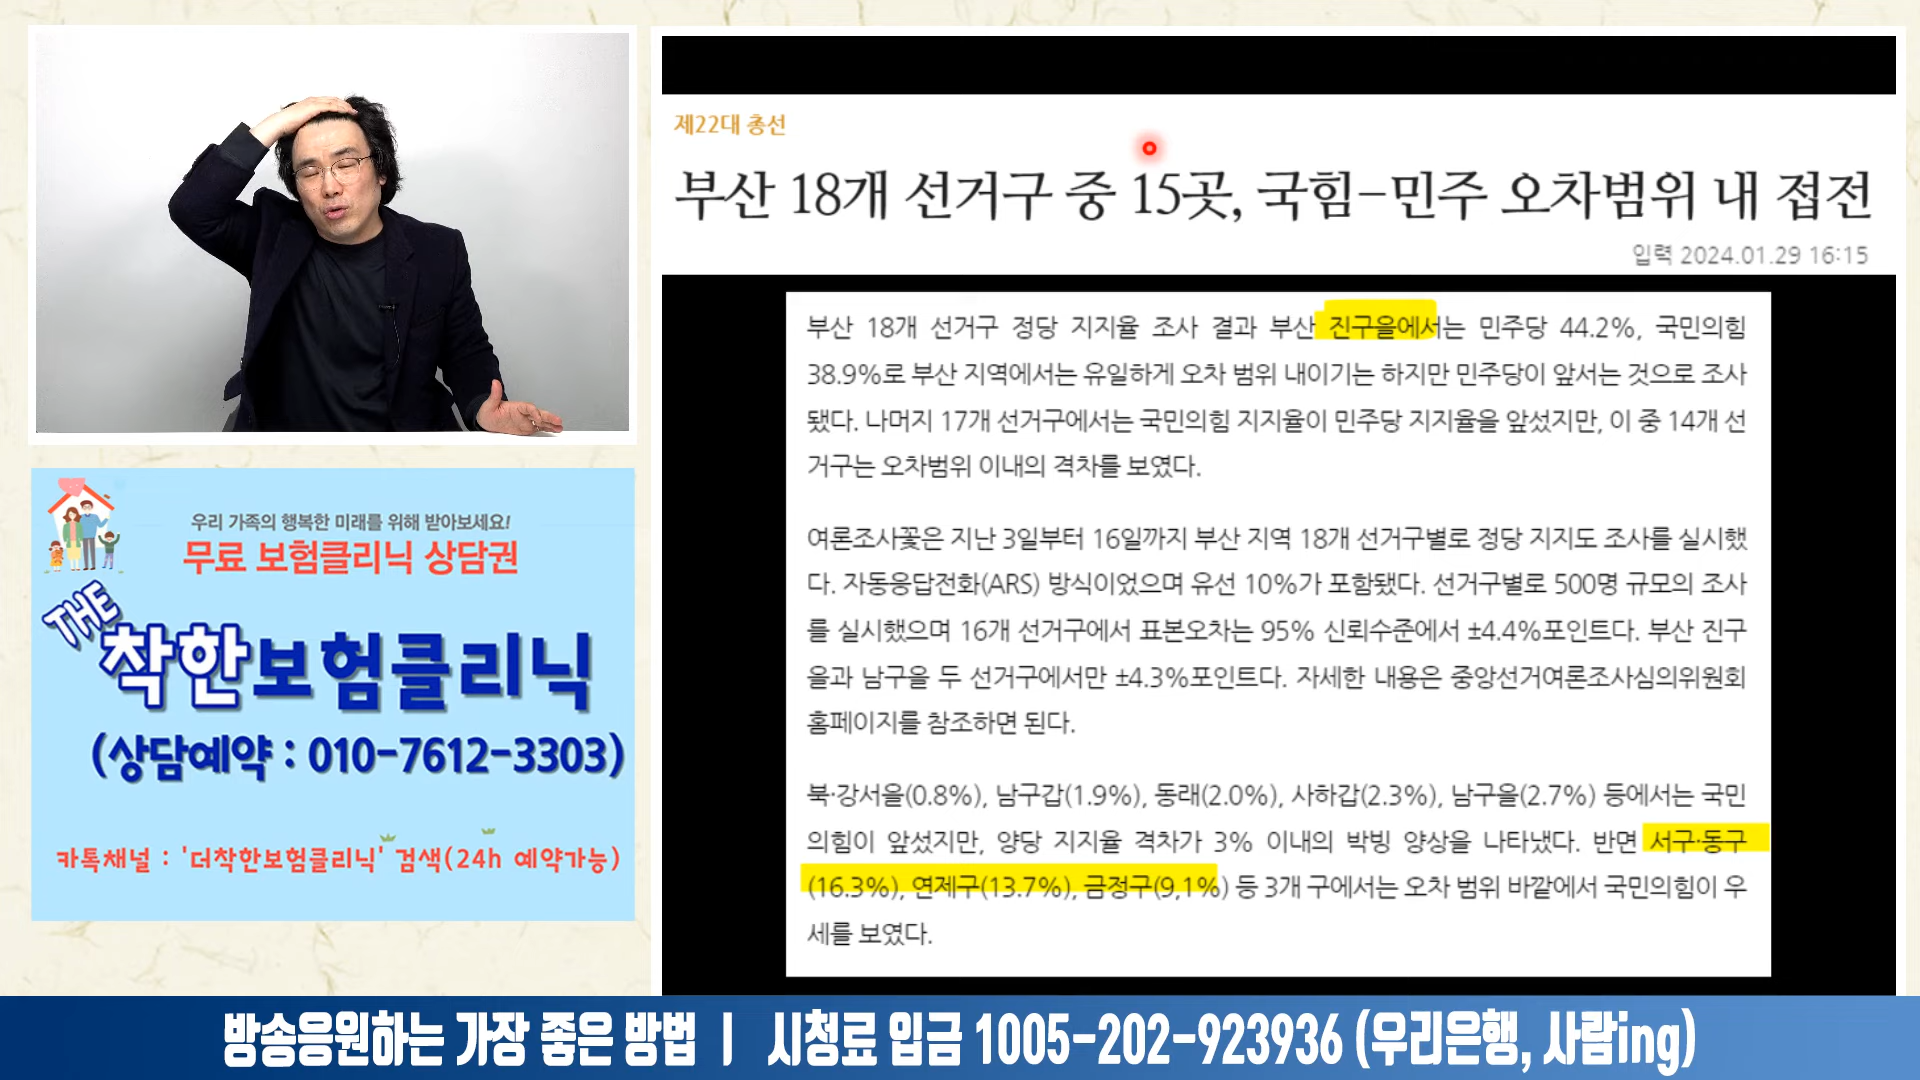 제22대 총선
부산 18개 선거구 중 15곳, 국힘-민주 오차범위 내 접전
입력 2024.01.29 16:15
부산 18개 선거구 정당 지지율 조사 결과 부산 진구을에서는 민주당 44.2%, 국민의힘
38.9%로 부산 지역에서는 유일하게 오차 범위 내이기는 하지만 민주당이 앞서는 것으로 조사
됐다. 나머지 17개 선거구에서는 국민의힘 지지율이 민주당 지지율을 앞섰지만, 이 중 14개 선
거구는 오차범위 이내의 격차를 보였다.
여론조사꽃은 지난 3일부터 16일까지 부산 지역 18개 선거구별로 정당 지지도 조사를 실시했
다. 자동응답전화(ARS) 방식이었으며 유선 10%가 포함됐다. 선거구별로 500명 규모의 조사
를 실시했으며 16개 선거구에서 표본오차는 95% 신뢰수준에서 ±4.4%포인트다. 부산 진구
을과 남구을 두 선거구에서만 ±4.3%포인트다. 자세한 내용은 중앙선거여론조사심의위원회
홈페이지를 참조하면 된다.
북·강서을(0.8%), 남구갑(1.9%), 동래(2.0%), 사하갑(2.3%), 남구을(2.7%) 등에서는 국민
의힘이 앞섰지만, 양당 지지율 격차가 3% 이내의 박빙 양상을 나타냈다. 반면 서구·동구
(16.3%), 연제구(13.7%), 금정구(9,1%) 등 3개 구에서는 오차 범위 바깥에서 국민의힘이 우
세를 보였다.
우리 가족의 행복한 미래를 위해 받아보세요!
무료 보험클리닉 상담권
THE
착한보험클리닉
(상담예약 : 010-7612-3303)
카톡채널 : '더착한보험클리닉' 검색(24h 예약가능)
방송응원하는 가장 좋은 방법 ㅣ 시청료 입금 1005-202-923936 (우리은행, 사람ing)